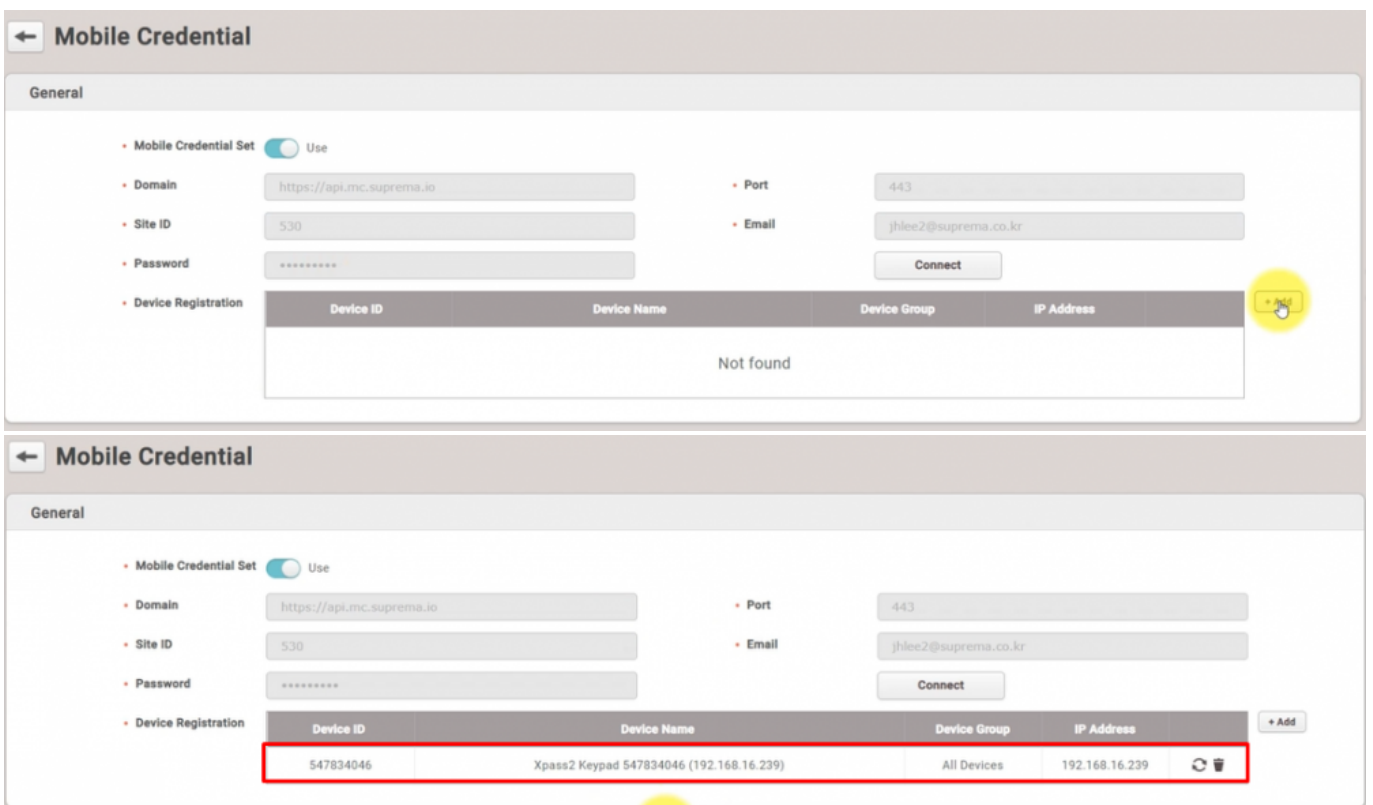 Mobile Credential
General
Mobile Credential Set Use
Domain https://api.mc.suprema.io Port 443
Site ID 530 Email jhlee2@suprema.co.kr
Password ••••••••• Connect
Device Registration Device ID Device Name Device Group IP Address + Add
Not found
Mobile Credential
General
Mobile Credential Set Use
Domain https://api.mc.suprema.io Port 443
Site ID 530 Email jhlee2@suprema.co.kr
Password ••••••••• Connect
Device Registration Device ID Device Name Device Group IP Address + Add
547834046 Xpass2 Keypad 547834046 (192.168.16.239) All Devices 192.168.16.239